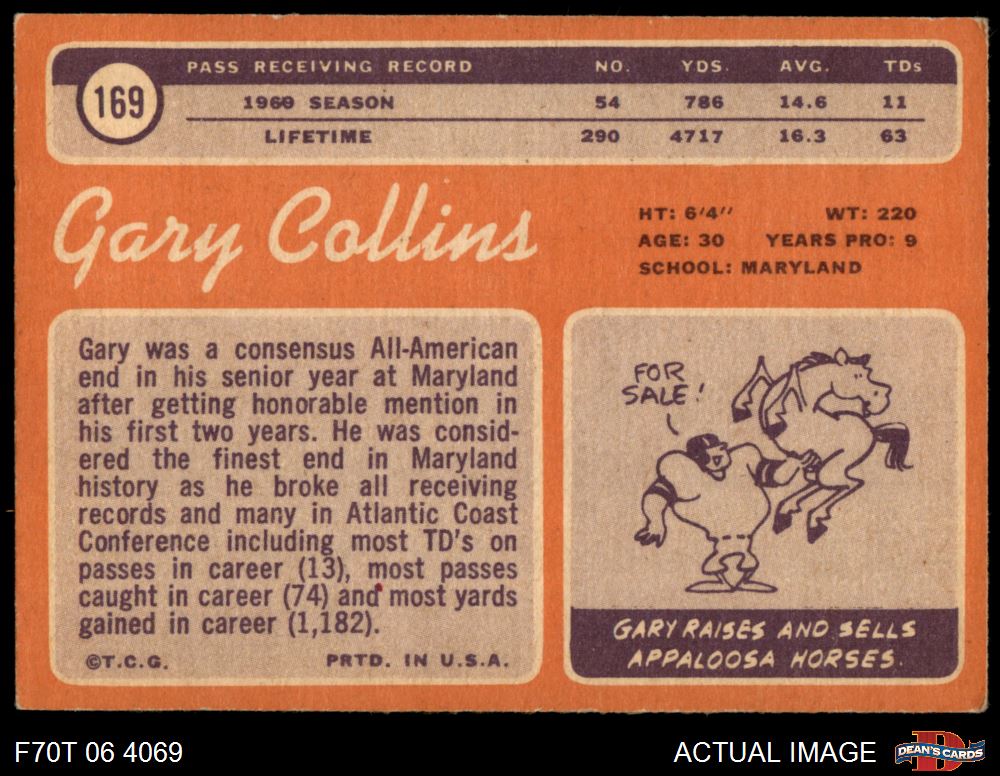 169
PASS RECEIVING RECORD NO. YDS. AVG. TDs
1969 SEASON 54 786 14.6 11
LIFETIME 290 4717 16.3 63
Gary Collins
HT: 6'4" WT: 220
AGE: 30 YEARS PRO: 9
SCHOOL: MARYLAND
Gary was a consensus All-American
end in his senior year at Maryland
after getting honorable mention in
his first two years. He was consid-
ered the finest end in Maryland
history as he broke all receiving
records and many in Atlantic Coast
Conference including most TD's on
passes in career (13), most passes
caught in career (74) and most yards
gained in career (1,182).
©T.C.G. PRTD. IN U.S.A.
FOR
SALE!
GARY RAISES AND SELLS
APPALOOSA HORSES.
F70T 06 4069 ACTUAL IMAGE DEAN'S CARDS